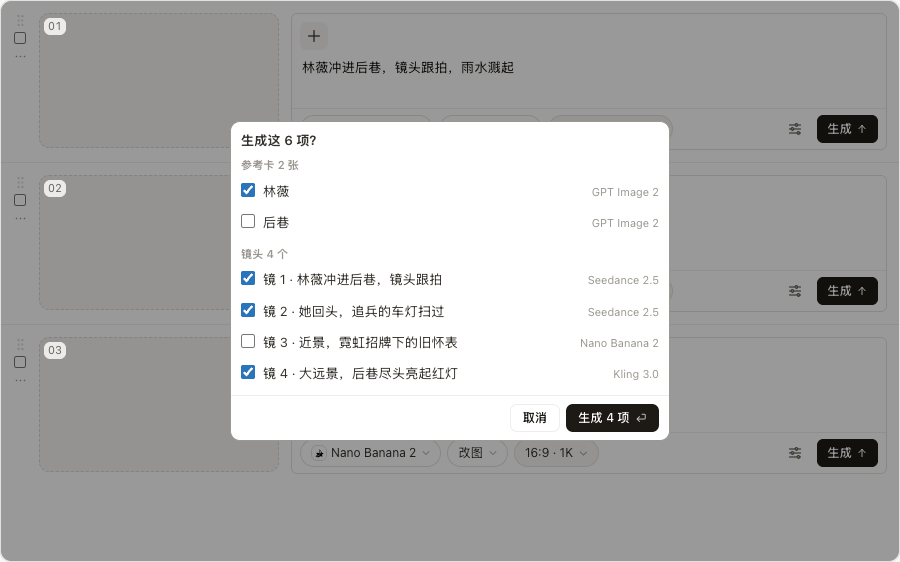 01
林薇冲进后巷，镜头跟拍，雨水溅起
生成 ↑
生成这 6 项?
参考卡 2 张
林薇 GPT Image 2
后巷 GPT Image 2
镜头 4 个
镜 1 · 林薇冲进后巷，镜头跟拍 Seedance 2.5
镜 2 · 她回头，追兵的车灯扫过 Seedance 2.5
镜 3 · 近景，霓虹招牌下的旧怀表 Nano Banana 2
镜 4 · 大远景，后巷尽头亮起红灯 Kling 3.0
取消
生成 4 项
02
生成 ↑
03
Nano Banana 2
改图
16:9 · 1K
生成 ↑